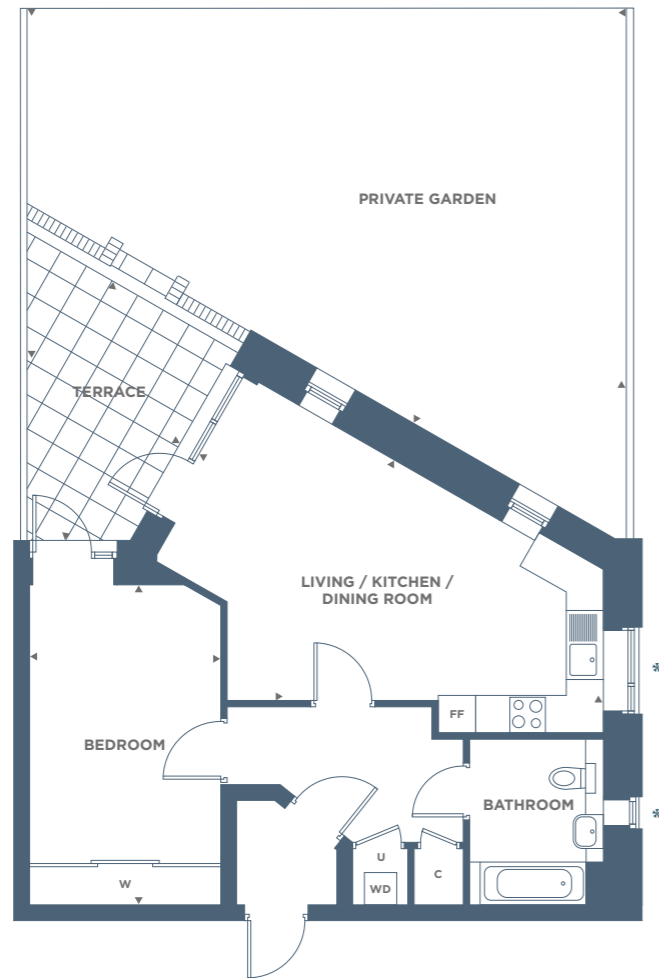 PRIVATE GARDEN
TERRACE
LIVING / KITCHEN /
DINING ROOM
FF
BEDROOM
BATHROOM
U
WD
C
W
*
*